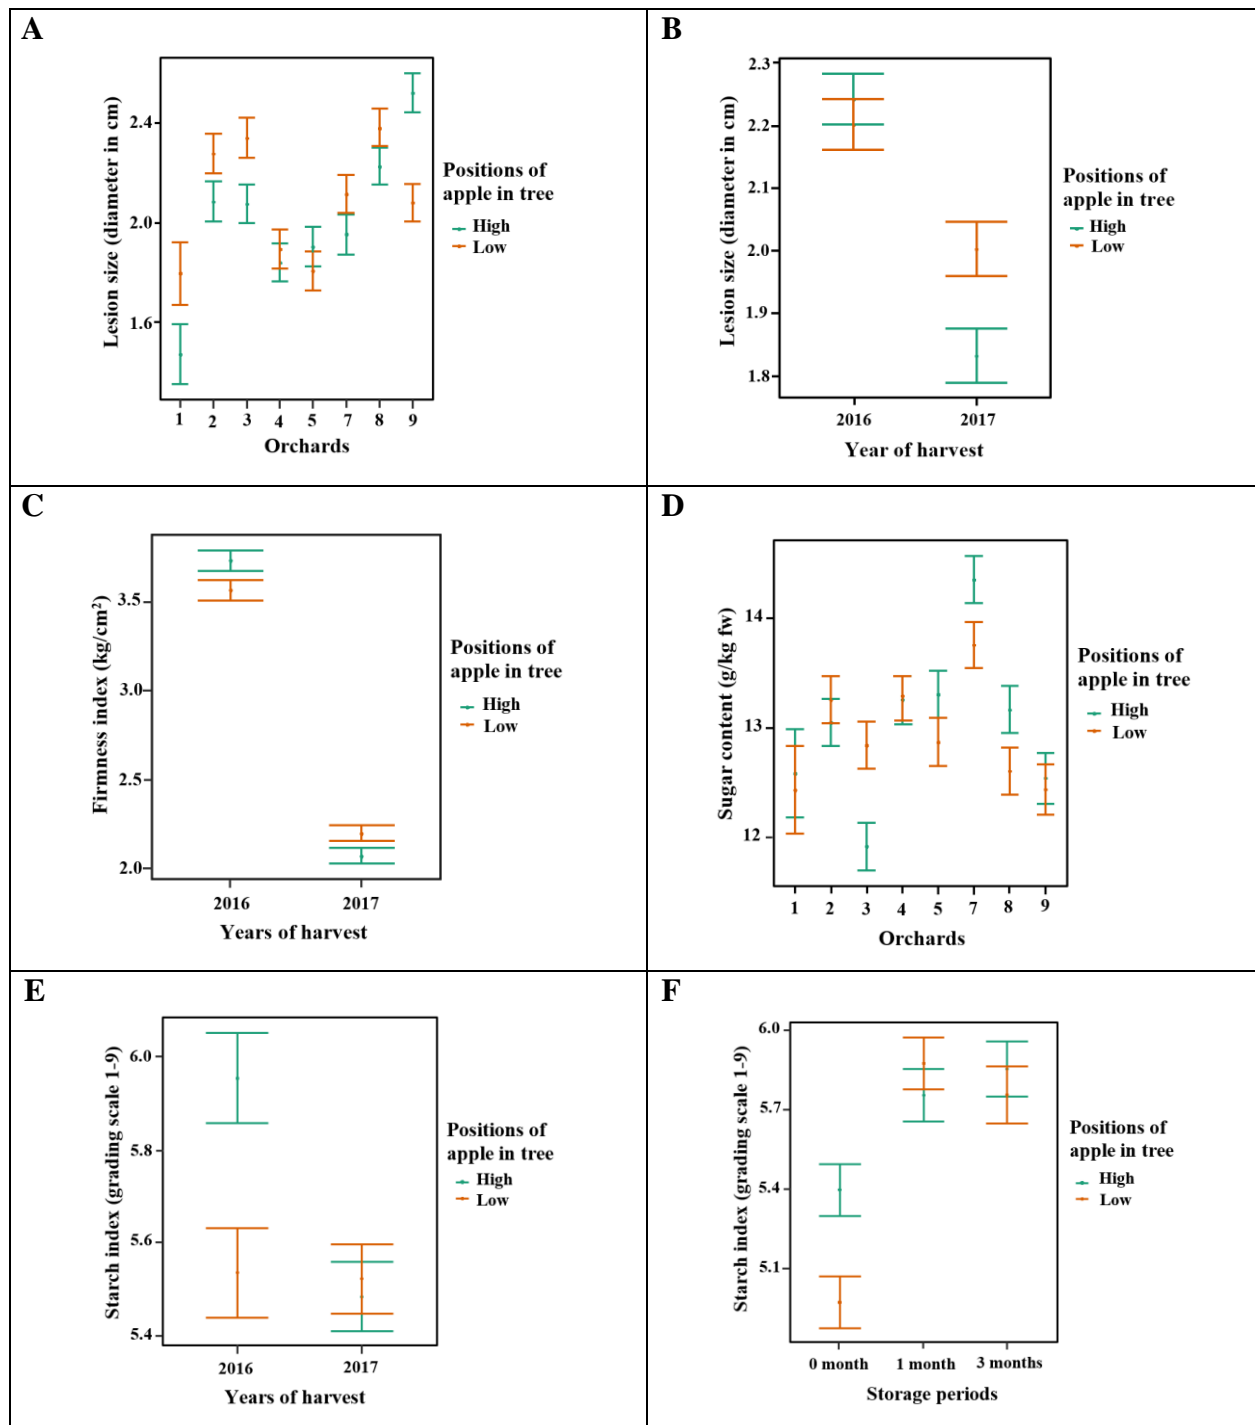 A
Lesion size (diameter in cm)
2.4
2.0
1.6
1 2 3 4 5 7 8 9
Orchards
Positions of
apple in tree
High
Low
B
Lesion size (diameter in cm)
2.3
2.2
2.1
2.0
1.9
1.8
2016 2017
Year of harvest
Positions of
apple in tree
High
Low
C
Firmness index (kg/cm²)
3.5
3.0
2.5
2.0
2016 2017
Years of harvest
Positions of
apple in tree
High
Low
D
Sugar content (g/kg fw)
14
13
12
1 2 3 4 5 7 8 9
Orchards
Positions of
apple in tree
High
Low
E
Starch index (grading scale 1-9)
6.0
5.8
5.6
5.4
2016 2017
Years of harvest
Positions of
apple in tree
High
Low
F
Starch index (grading scale 1-9)
6.0
5.7
5.4
5.1
0 month 1 month 3 months
Storage periods
Positions of
apple in tree
High
Low